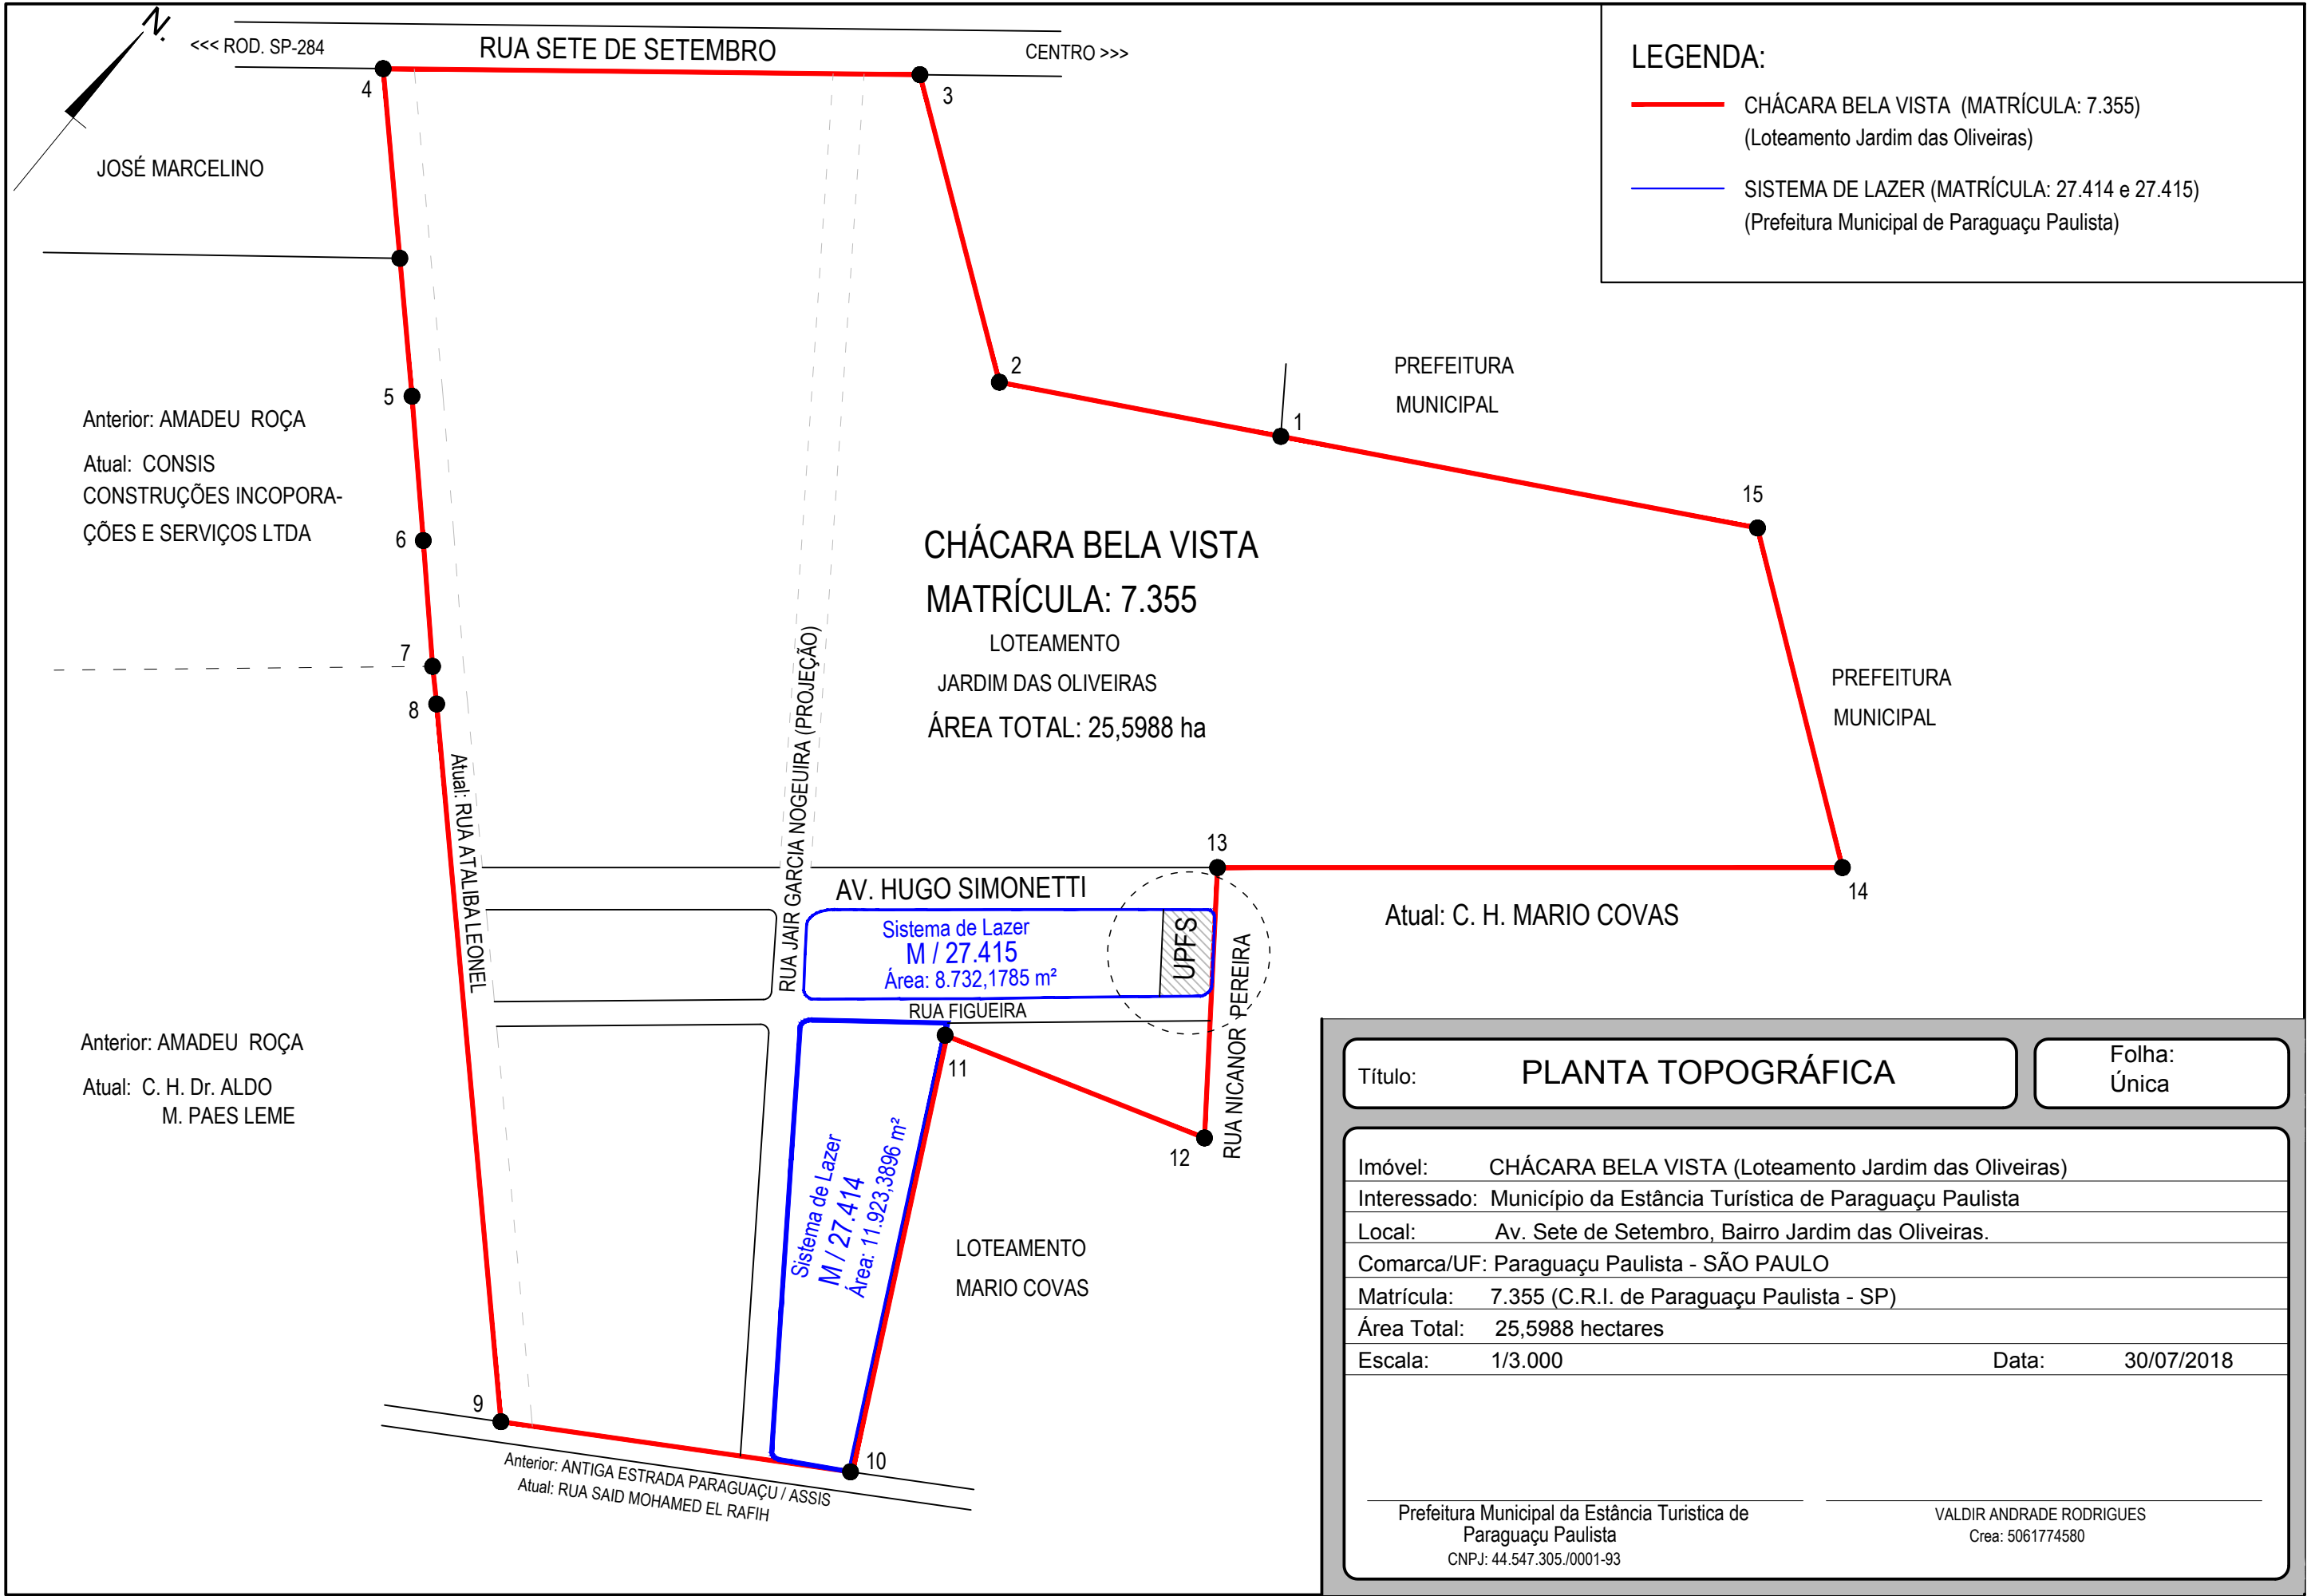 N.
<<< ROD. SP-284
RUA SETE DE SETEMBRO
CENTRO >>>
4
3
JOSÉ MARCELINO
LEGENDA:
CHÁCARA BELA VISTA (MATRÍCULA: 7.355)
(Loteamento Jardim das Oliveiras)
SISTEMA DE LAZER (MATRÍCULA: 27.414 e 27.415)
(Prefeitura Municipal de Paraguaçu Paulista)
2
1
PREFEITURA
MUNICIPAL
5
Anterior: AMADEU ROÇA
Atual: CONSIS
CONSTRUÇÕES INCOPORA-
ÇÕES E SERVIÇOS LTDA
6
15
CHÁCARA BELA VISTA
MATRÍCULA: 7.355
LOTEAMENTO
JARDIM DAS OLIVEIRAS
ÁREA TOTAL: 25,5988 ha
7
8
PREFEITURA
MUNICIPAL
Atual: RUA ATALIBA LEONEL
RUA JAIR GARCIA NOGEUIRA (PROJEÇÃO)
13
14
AV. HUGO SIMONETTI
Atual: C. H. MARIO COVAS
Sistema de Lazer
M / 27.415
Área: 8.732,1785 m²
UPFS
RUA NICANOR PEREIRA
RUA FIGUEIRA
11
12
Anterior: AMADEU ROÇA
Atual: C. H. Dr. ALDO
M. PAES LEME
Sistema de Lazer
M / 27.414
Área: 11.923,3896 m²
LOTEAMENTO
MARIO COVAS
9
10
Anterior: ANTIGA ESTRADA PARAGUAÇU / ASSIS
Atual: RUA SAID MOHAMED EL RAFIH
Título: PLANTA TOPOGRÁFICA
Folha:
Única
Imóvel: CHÁCARA BELA VISTA (Loteamento Jardim das Oliveiras)
Interessado: Município da Estância Turística de Paraguaçu Paulista
Local: Av. Sete de Setembro, Bairro Jardim das Oliveiras.
Comarca/UF: Paraguaçu Paulista - SÃO PAULO
Matrícula: 7.355 (C.R.I. de Paraguaçu Paulista - SP)
Área Total: 25,5988 hectares
Escala: 1/3.000 Data: 30/07/2018
Prefeitura Municipal da Estância Turistica de
Paraguaçu Paulista
CNPJ: 44.547.305./0001-93
VALDIR ANDRADE RODRIGUES
Crea: 5061774580